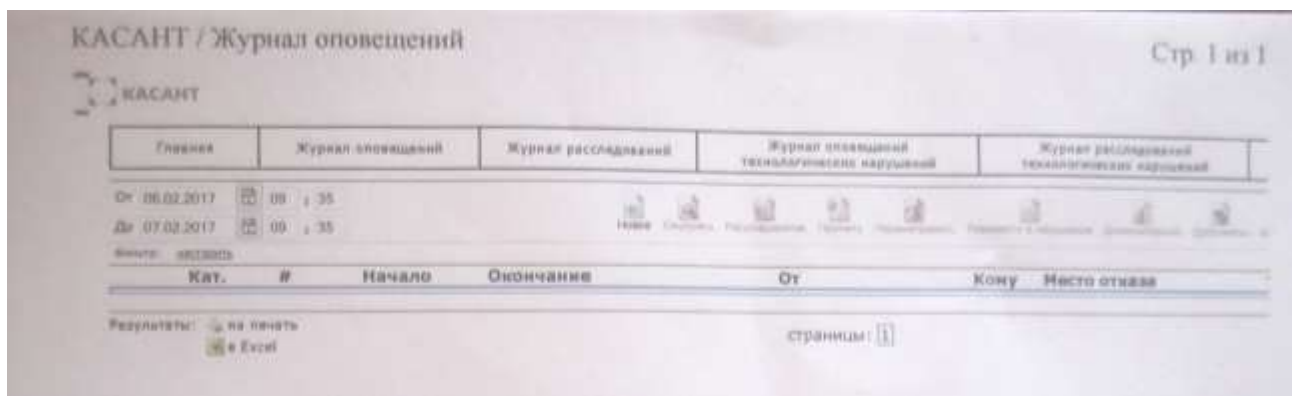 КАСАНТ / Журнал оповещений
Стр. 1 из 1
КАСАНТ
Главная Журнал оповещений Журнал расследований Журнал оповещений технологических нарушений Журнал расследований технологических нарушений
От 06.02.2017 09 : 35
До 07.02.2017 09 : 35
Новое
Фильтр:
Кат. # Начало Окончание От Кому Место отказа
Результаты: на печать
в Excel
страницы: 1